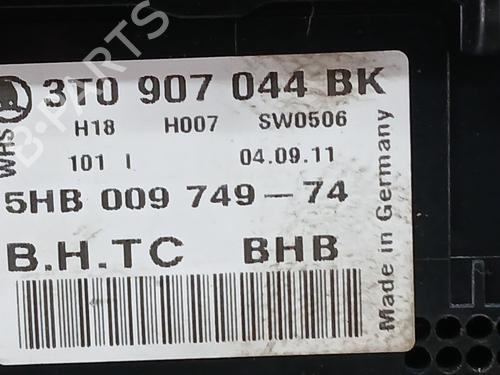 3T0 907 044 BK
H18 H007 SW0506
WHS
101 I 04.09.11
5HB 009 749-74
B.H.TC BHB
Made in Germany
B-PARTS